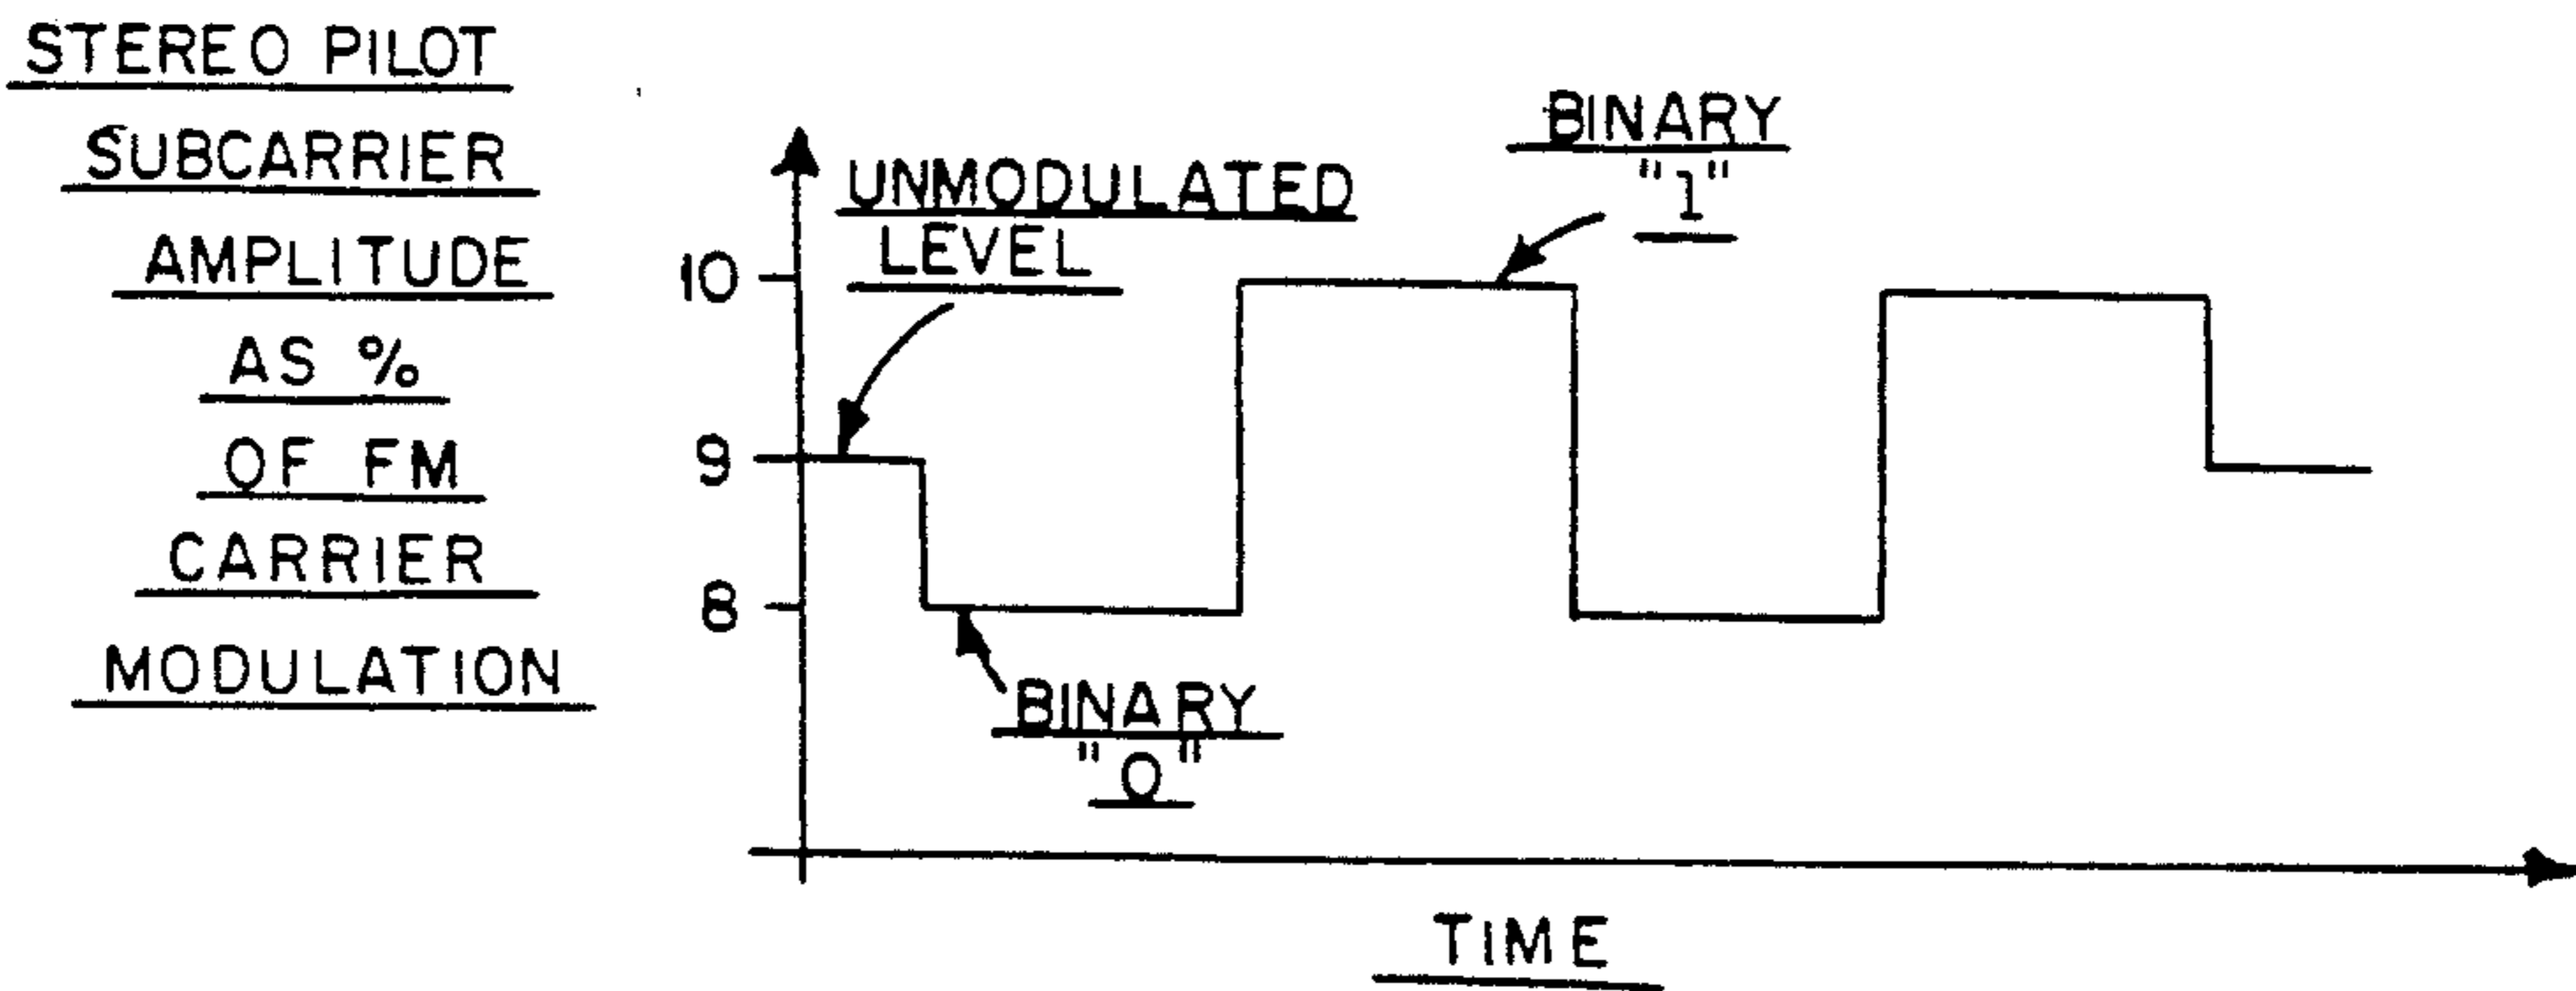 STEREO PILOT
SUBCARRIER
AMPLITUDE
AS %
OF FM
CARRIER
MODULATION
UNMODULATED
LEVEL
BINARY
"1"
10
9
8
BINARY
"0"
TIME